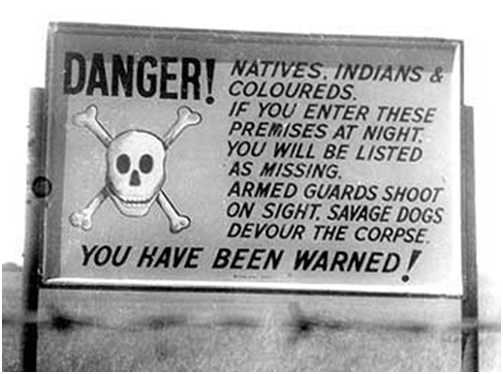 DANGER!
NATIVES, INDIANS &
COLOUREDS.
IF YOU ENTER THESE
PREMISES AT NIGHT.
YOU WILL BE LISTED
AS MISSING.
ARMED GUARDS SHOOT
ON SIGHT. SAVAGE DOGS
DEVOUR THE CORPSE.
YOU HAVE BEEN WARNED!